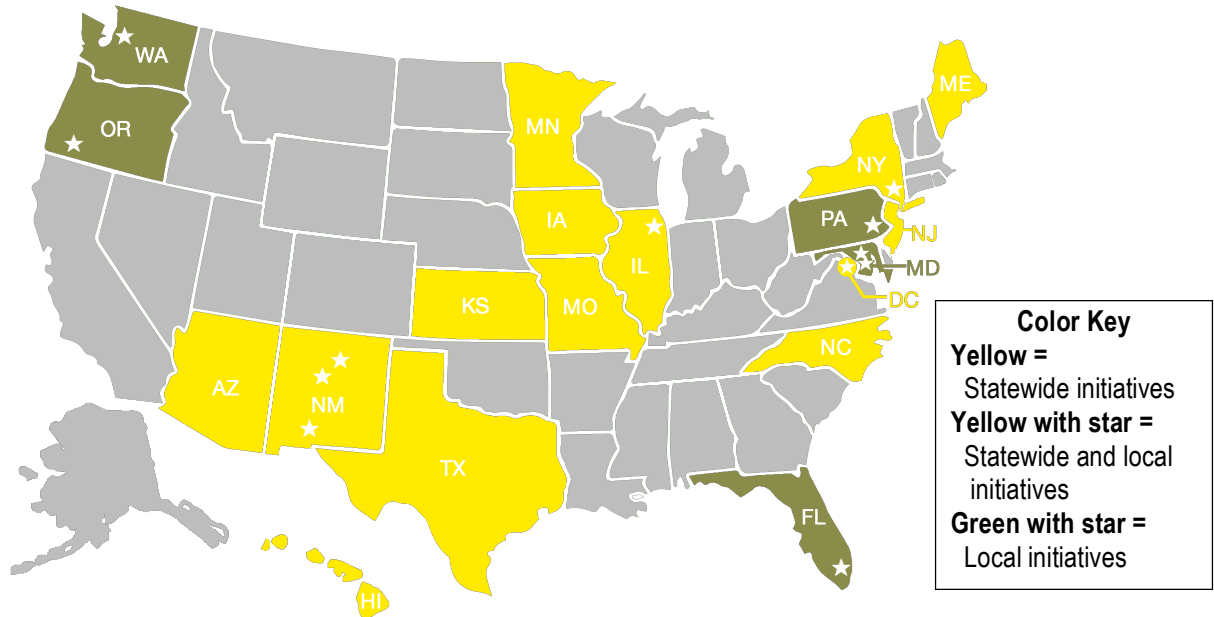 WA
OR
MN
ME
NY
IA
PA
NJ
IL
MD
KS
MO
DC
NC
AZ
NM
TX
FL
HI
Color Key
Yellow =
Statewide initiatives
Yellow with star =
Statewide and local
initiatives
Green with star =
Local initiatives